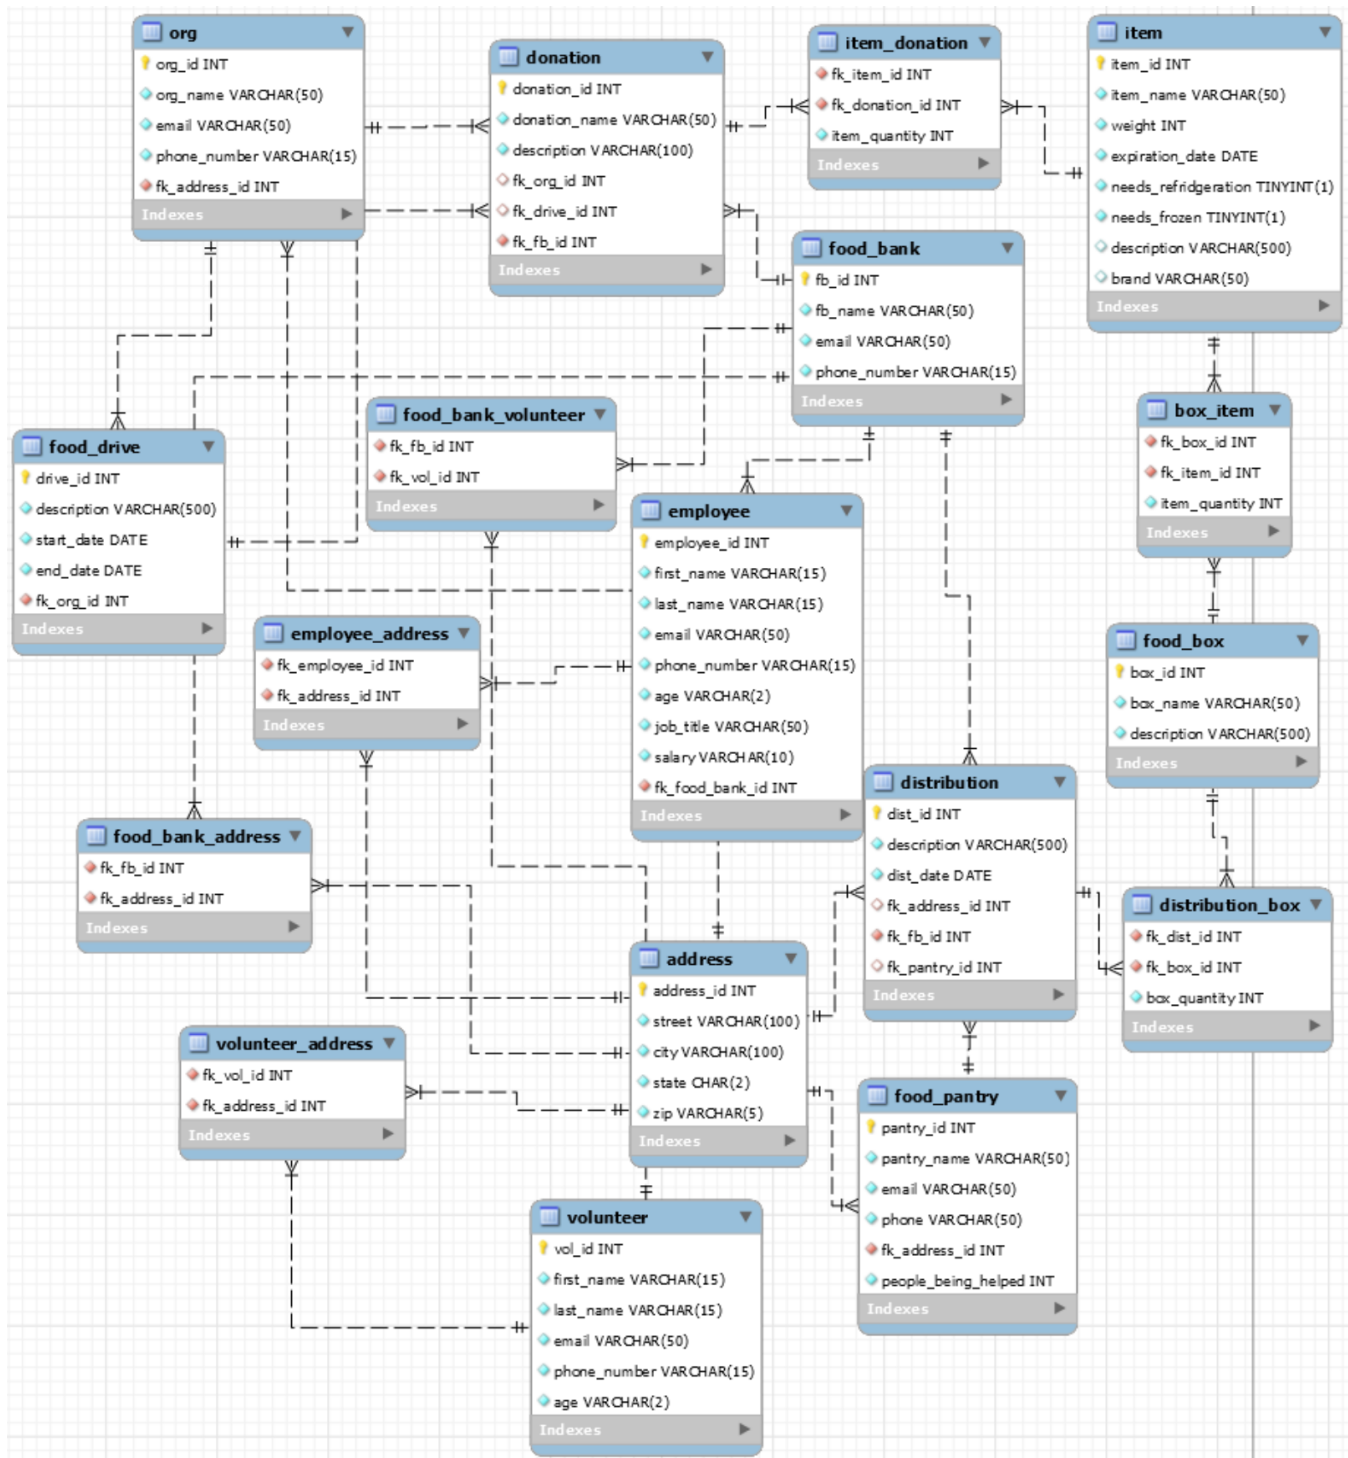 org
org_id INT
org_name VARCHAR(50)
email VARCHAR(50)
phone_number VARCHAR(15)
fk_address_id INT
Indexes
donation
donation_id INT
donation_name VARCHAR(50)
description VARCHAR(100)
fk_org_id INT
fk_drive_id INT
fk_fb_id INT
Indexes
item_donation
fk_item_id INT
fk_donation_id INT
item_quantity INT
Indexes
item
item_id INT
item_name VARCHAR(50)
weight INT
expiration_date DATE
needs_refridgeration TINYINT(1)
needs_frozen TINYINT(1)
description VARCHAR(500)
brand VARCHAR(50)
Indexes
food_bank
fb_id INT
fb_name VARCHAR(50)
email VARCHAR(50)
phone_number VARCHAR(15)
Indexes
food_drive
drive_id INT
description VARCHAR(500)
start_date DATE
end_date DATE
fk_org_id INT
Indexes
food_bank_volunteer
fk_fb_id INT
fk_vol_id INT
Indexes
box_item
fk_box_id INT
fk_item_id INT
item_quantity INT
Indexes
employee
employee_id INT
first_name VARCHAR(15)
last_name VARCHAR(15)
email VARCHAR(50)
phone_number VARCHAR(15)
age VARCHAR(2)
job_title VARCHAR(50)
salary VARCHAR(10)
fk_food_bank_id INT
Indexes
employee_address
fk_employee_id INT
fk_address_id INT
Indexes
food_box
box_id INT
box_name VARCHAR(50)
description VARCHAR(500)
Indexes
distribution
dist_id INT
description VARCHAR(500)
dist_date DATE
fk_address_id INT
fk_fb_id INT
fk_pantry_id INT
Indexes
food_bank_address
fk_fb_id INT
fk_address_id INT
Indexes
distribution_box
fk_dist_id INT
fk_box_id INT
box_quantity INT
Indexes
address
address_id INT
street VARCHAR(100)
city VARCHAR(100)
state CHAR(2)
zip VARCHAR(5)
Indexes
volunteer_address
fk_vol_id INT
fk_address_id INT
Indexes
food_pantry
pantry_id INT
pantry_name VARCHAR(50)
email VARCHAR(50)
phone VARCHAR(50)
fk_address_id INT
people_being_helped INT
Indexes
volunteer
vol_id INT
first_name VARCHAR(15)
last_name VARCHAR(15)
email VARCHAR(50)
phone_number VARCHAR(15)
age VARCHAR(2)
Indexes